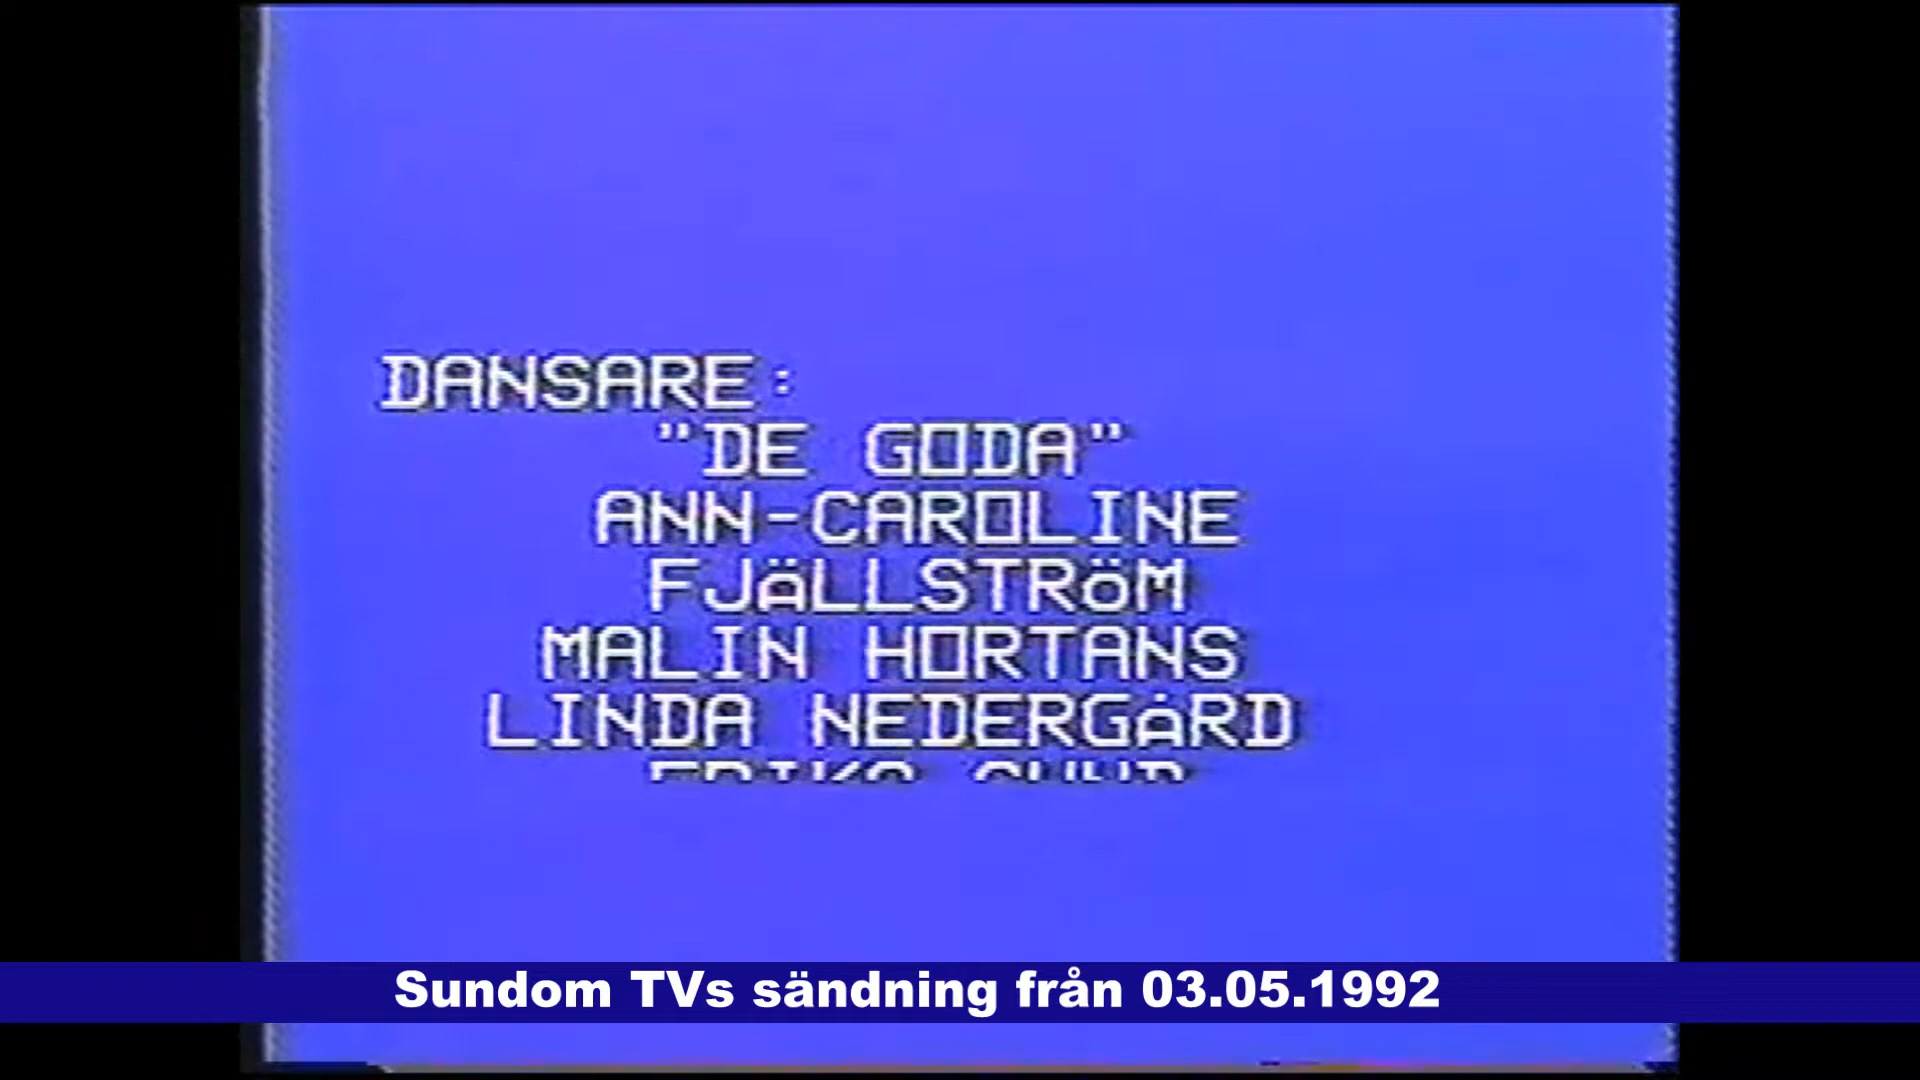 DANSARE:
"DE GODA"
ANN-CAROLINE
FJÄLLSTRÖM
MALIN HORTANS
LINDA NEDERGÅRD
Sundom TVs sändning från 03.05.1992